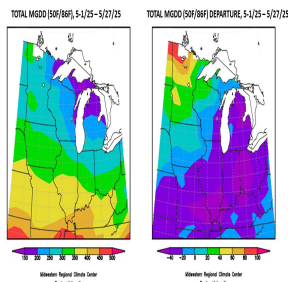 TOTAL MGDD (50F/86F), 5-1/25 – 5/27/25
TOTAL MGDD (50F/86F) DEPARTURE, 5-1/25 – 5/27/25
150 200 250 300 350 400 450 500
-40 -20 0 20 40 60 80 100
Midwestern Regional Climate Center
Midwestern Regional Climate Center